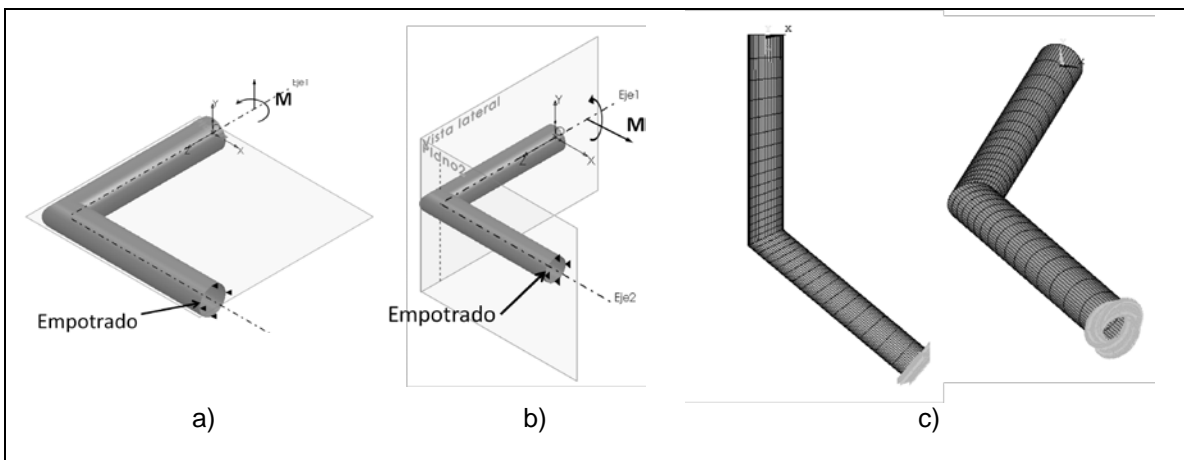 Y
Eje1
M
Z
X
Empotrado
a)
Vista lateral
Plano2
Y
Eje1
M
Z
X
Eje2
Empotrado
b)
X
c)